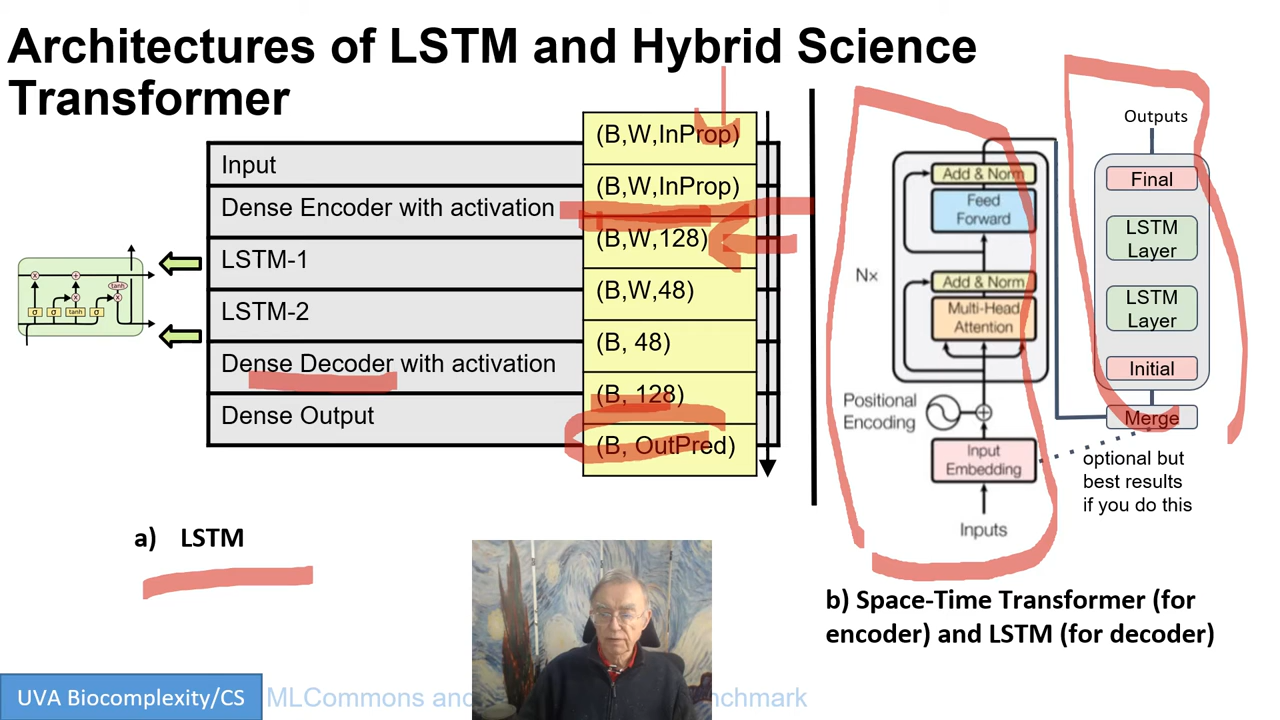 Architectures of LSTM and Hybrid Science
Transformer
(B,W,InProp)
Input
(B,W,InProp)
Dense Encoder with activation
(B,W,128)
LSTM-1
(B,W,48)
LSTM-2
(B, 48)
Dense Decoder with activation
(B, 128)
Dense Output
(B, OutPred)
tanh
σ σ tanh σ
a) LSTM
Add & Norm
Feed
Forward
N×
Add & Norm
Multi-Head
Attention
Positional
Encoding
Input
Embedding
Inputs
Outputs
Final
LSTM
Layer
LSTM
Layer
Initial
Merge
optional but
best results
if you do this
b) Space-Time Transformer (for
encoder) and LSTM (for decoder)
UVA Biocomplexity/CS
MLCommons and